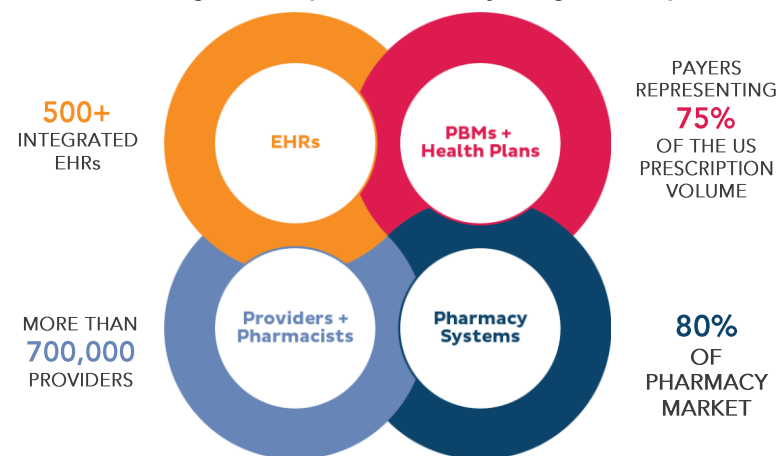 500+
INTEGRATED
EHRs
EHRs
PBMs +
Health Plans
PAYERS
REPRESENTING
75%
OF THE US
PRESCRIPTION
VOLUME
MORE THAN
700,000
PROVIDERS
Providers +
Pharmacists
Pharmacy
Systems
80%
OF
PHARMACY
MARKET